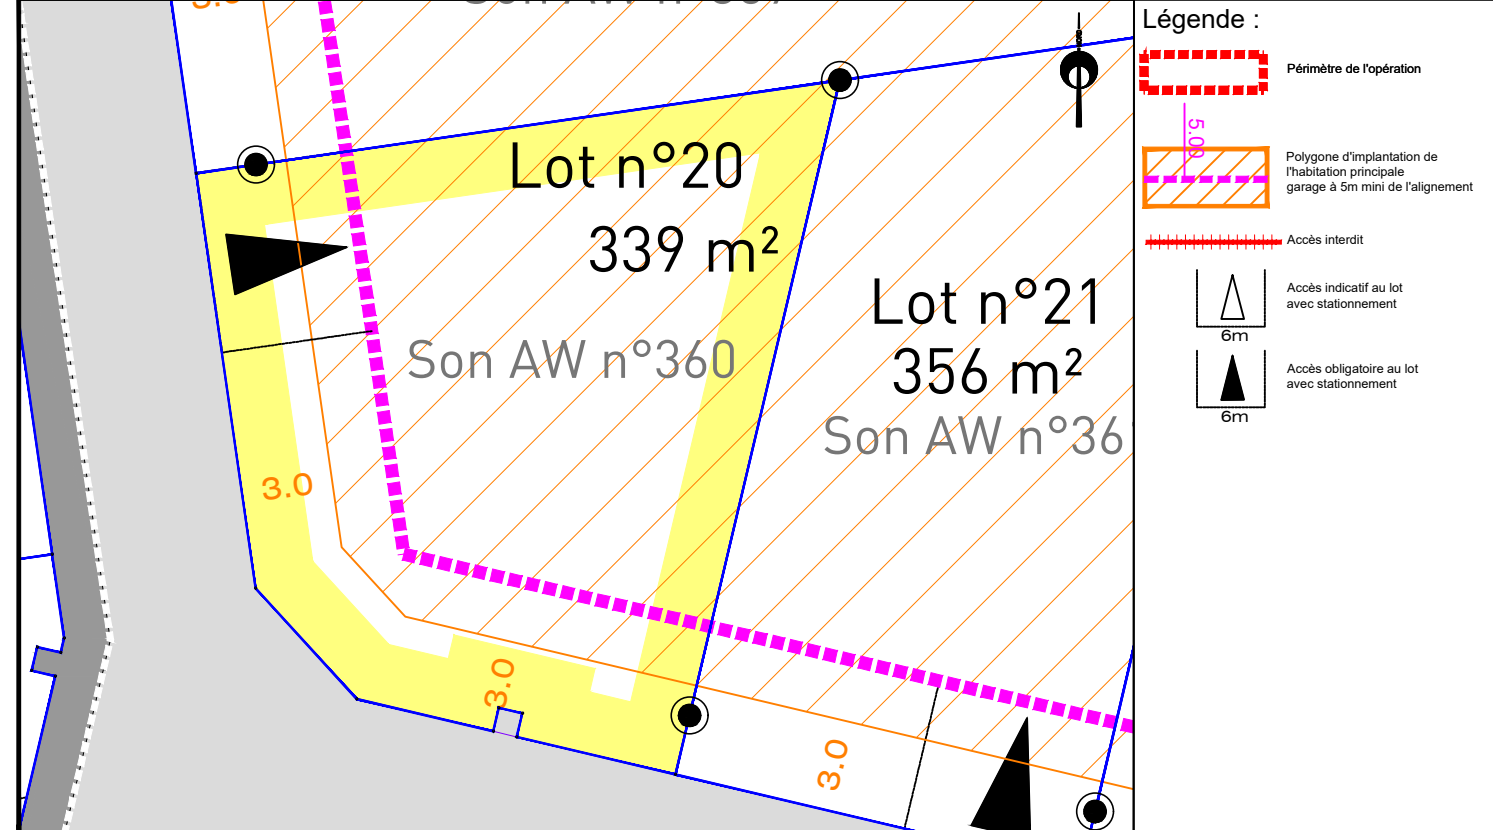 3.0
Légende :
Périmètre de l'opération
Lot n°20
339 m²
5.00
Polygone d'implantation de
l'habitation principale
garage à 5m mini de l'alignement
Accès interdit
Lot n°21
356 m²
Son AW n°360
Son AW n°36
Accès indicatif au lot
avec stationnement
6m
Accès obligatoire au lot
avec stationnement
6m
3.0
3.0
3.0